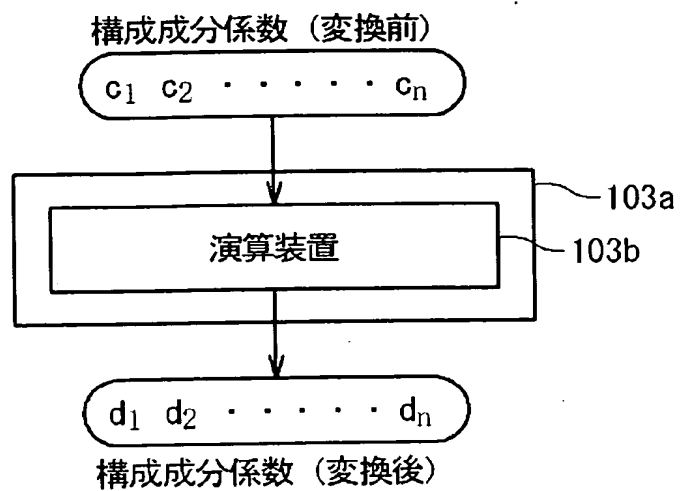 構成成分係数（変換前）
c1 c2 ・・・・・ cn
103a
演算装置
103b
d1 d2 ・・・・・ dn
構成成分係数（変換後）